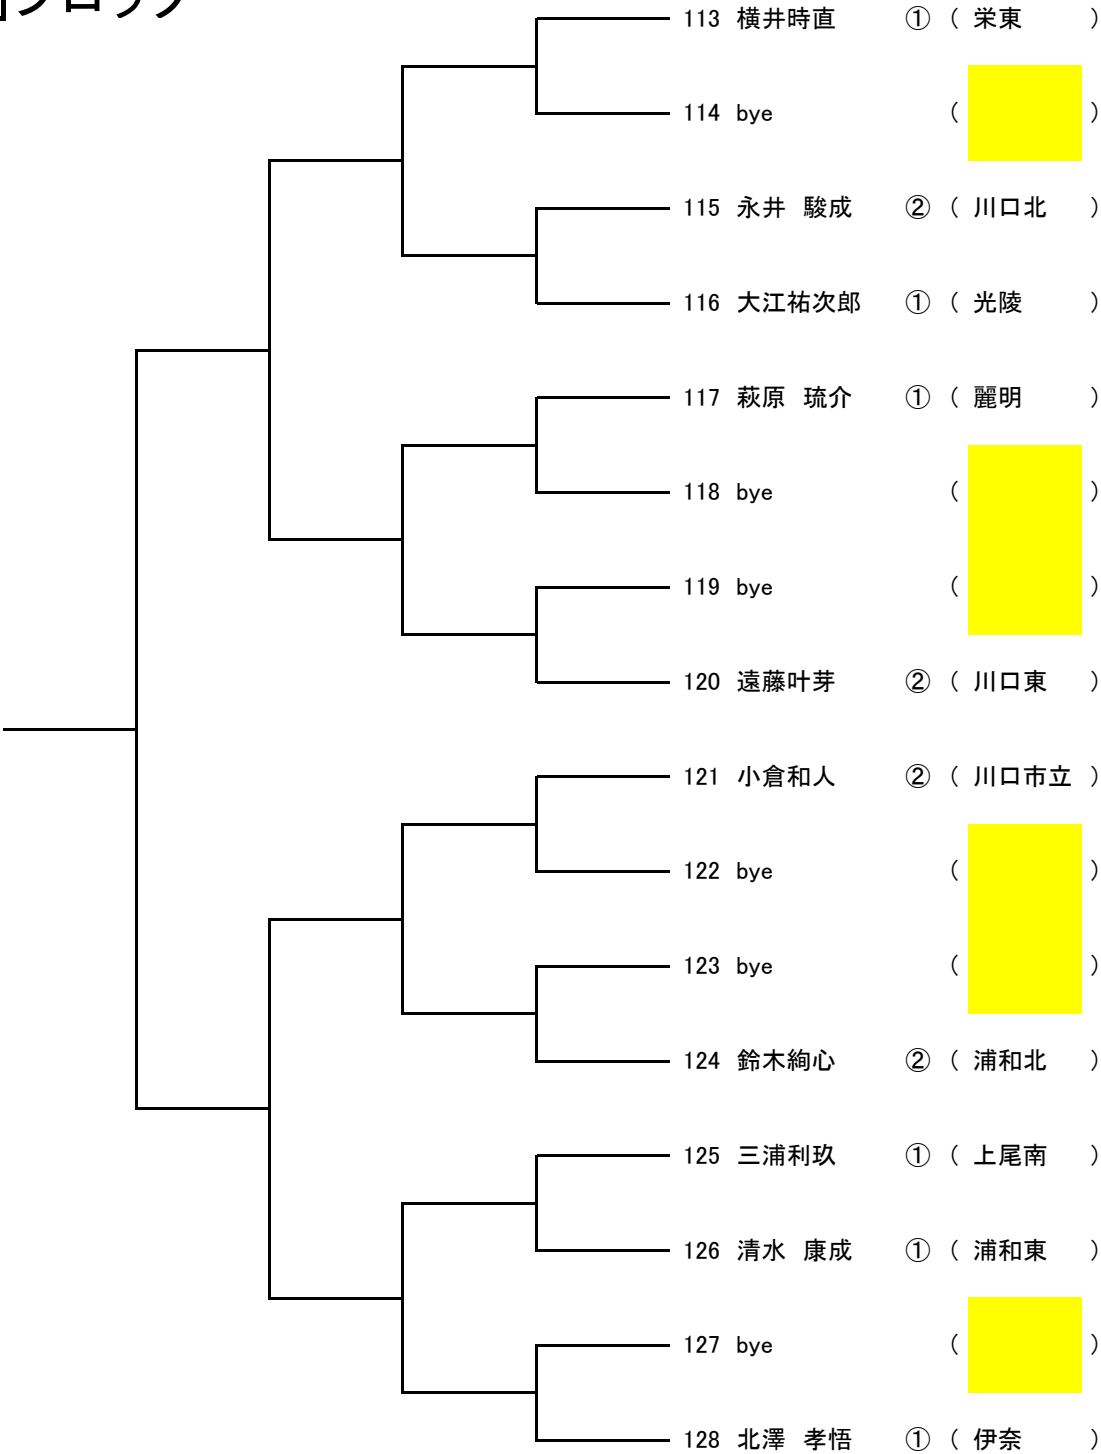 ブロック
113 横井時直 ① ( 栄東 )
114 bye ( )
115 永井 駿成 ② ( 川口北 )
116 大江祐次郎 ① ( 光陵 )
117 萩原 琉介 ① ( 麗明 )
118 bye ( )
119 bye ( )
120 遠藤叶芽 ② ( 川口東 )
121 小倉和人 ② ( 川口市立 )
122 bye ( )
123 bye ( )
124 鈴木絢心 ② ( 浦和北 )
125 三浦利玖 ① ( 上尾南 )
126 清水 康成 ① ( 浦和東 )
127 bye ( )
128 北澤 孝悟 ① ( 伊奈 )